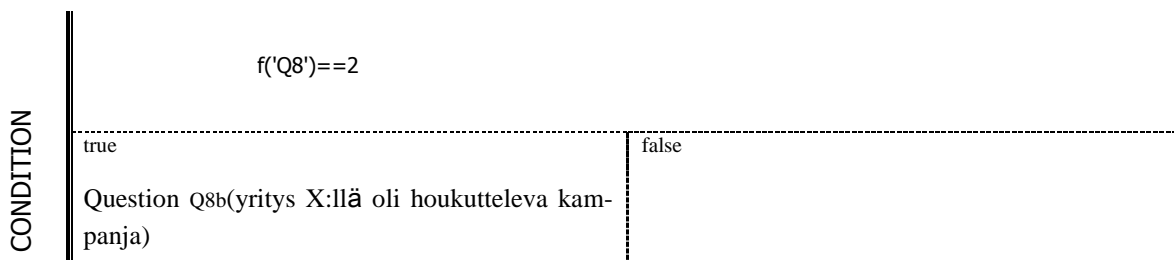 CONDITION
f('Q8')==2
true
false
Question Q8b(yritys X:llä oli houkutteleva kam-
panja)